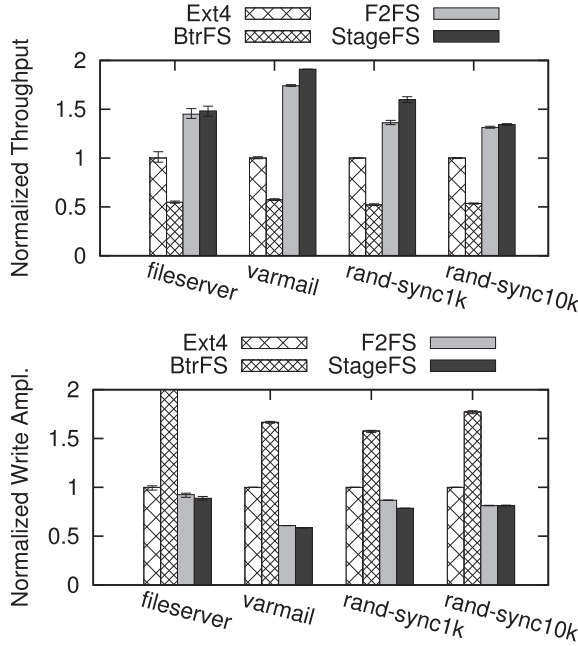 Ext4 F2FS
BtrFS StageFS
Normalized Throughput
2
1.5
1
0.5
0
fileserver varmail rand-sync1k rand-sync10k
Ext4 F2FS
BtrFS StageFS
Normalized Write Ampl.
2
1.5
1
0.5
0
fileserver varmail rand-sync1k rand-sync10k